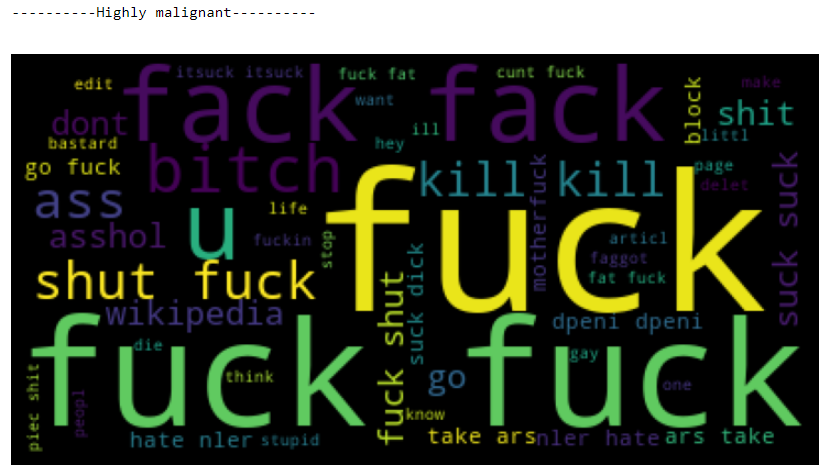 ----------Highly malignant----------
itsuck itsuck
fuck fat
cunt fuck
edit
make
want
fack fack
block
shit
dont
ill
littl
bastard
hey
go fuck
bitch
kill kill
page
delet
ass
motherfuck
suck suck
life
u
fuck
asshol
fuckin
stop
articl
faggot
shut fuck
suck dick
fat fuck
wikipedia
fuck shut
dpeni dpeni
fuck fuck
die
gay
think
go
one
piec shit
peopl
know
hate nler
stupid
take ars
nler hate
ars take